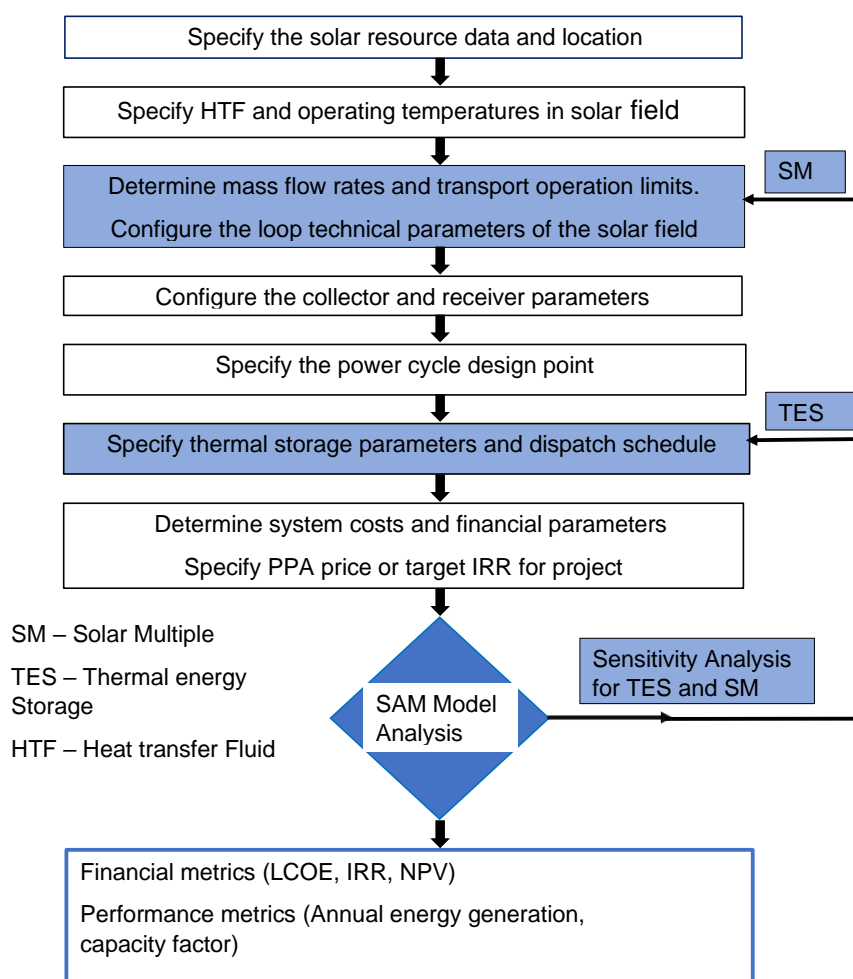 Specify the solar resource data and location
Specify HTF and operating temperatures in solar field
Determine mass flow rates and transport operation limits.
SM
Configure the loop technical parameters of the solar field
Configure the collector and receiver parameters
Specify the power cycle design point
TES
Specify thermal storage parameters and dispatch schedule
Determine system costs and financial parameters
Specify PPA price or target IRR for project
SM – Solar Multiple
TES – Thermal energy
Storage
HTF – Heat transfer Fluid
SAM Model
Analysis
Sensitivity Analysis
for TES and SM
Financial metrics (LCOE, IRR, NPV)
Performance metrics (Annual energy generation,
capacity factor)